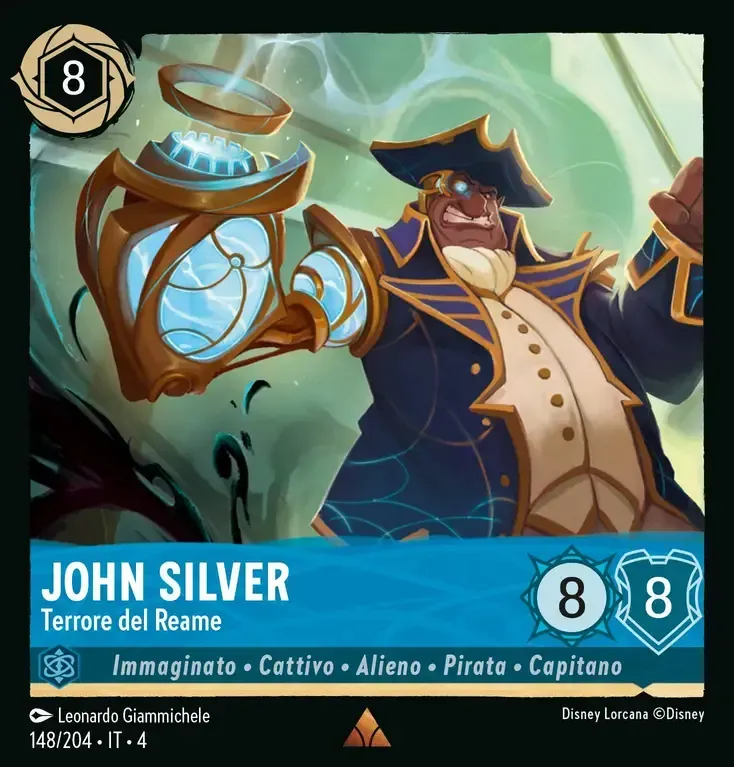 8
JOHN SILVER
Terrore del Reame
8 8
Immaginato • Cattivo • Alieno • Pirata • Capitano
Leonardo Giammichele
Disney Lorcana ©Disney
148/204 • IT • 4